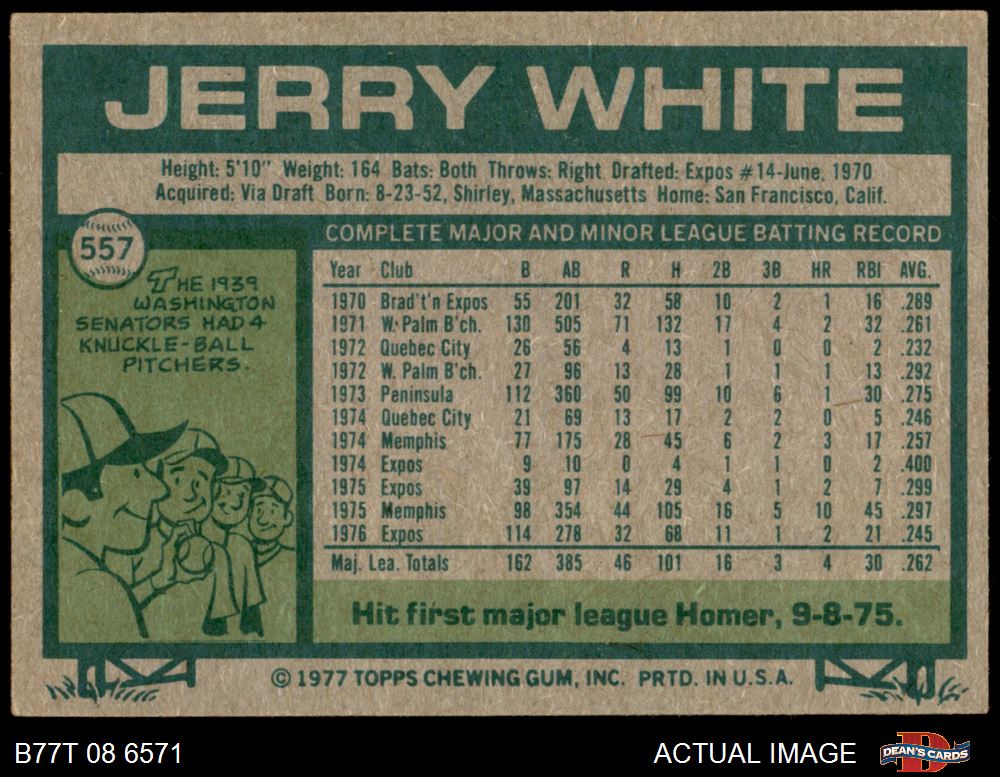 JERRY WHITE
Height: 5'10" Weight: 164 Bats: Both Throws: Right Drafted: Expos #14-June, 1970
Acquired: Via Draft Born: 8-23-52, Shirley, Massachusetts Home: San Francisco, Calif.
557
THE 1939
WASHINGTON
SENATORS HAD 4
KNUCKLE-BALL
PITCHERS.
COMPLETE MAJOR AND MINOR LEAGUE BATTING RECORD
Year Club B AB R H 2B 3B HR RBI AVG.
1970 Brad't'n Expos 55 201 32 58 10 2 1 16 .289
1971 W. Palm B'ch. 130 505 71 132 17 4 2 32 .261
1972 Quebec City 26 56 4 13 1 0 0 2 .232
1972 W. Palm B'ch. 27 96 13 28 1 1 1 13 .292
1973 Peninsula 112 360 50 99 10 6 1 30 .275
1974 Quebec City 21 69 13 17 2 2 0 5 .246
1974 Memphis 77 175 28 45 6 2 3 17 .257
1974 Expos 9 10 0 4 1 1 0 2 .400
1975 Expos 39 97 14 29 4 1 2 7 .299
1975 Memphis 98 354 44 105 16 5 10 45 .297
1976 Expos 114 278 32 68 11 1 2 21 .245
Maj. Lea. Totals 162 385 46 101 16 3 4 30 .262
Hit first major league Homer, 9-8-75.
© 1977 TOPPS CHEWING GUM, INC. PRTD. IN U.S.A.
B77T 08 6571
ACTUAL IMAGE
DEAN'S CARDS